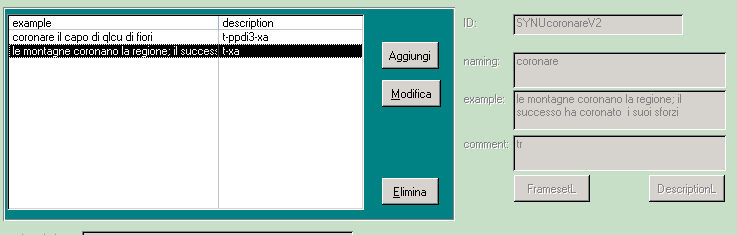 example description
coronare il capo di qlcu di fiori t-ppdi3-xa
le montagne coronano la regione; il succes t-xa
Aggiungi
Modifica
Elimina
ID: SYNUcoronareV2
naming: coronare
example: le montagne coronano la regione; il
successo ha coronato i suoi sforzi
comment: tr
FramesetL DescriptionL